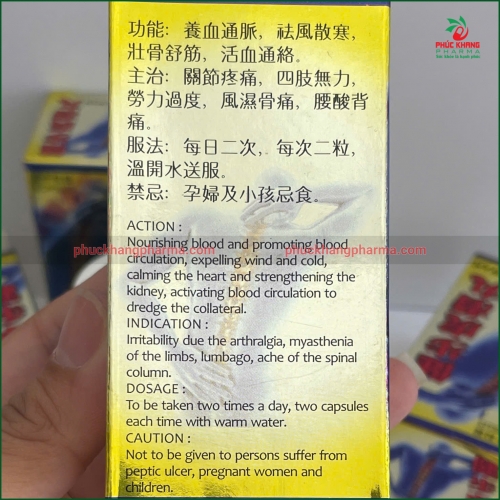 PHÚC KHANG
PHARMA
功能：養血通脈，祛風散寒，
壯骨舒筋，活血通絡。
主治：關節疼痛，四肢無力，
勞力過度，風濕骨痛，腰酸背
痛。
服法：每日二次，每次二粒，
溫開水送服。
禁忌：孕婦及小孩忌食。
ACTION :
Nourishing blood and promoting blood
phuckhangpharma.com
circulation, expelling wind and cold,
calming the heart and strengthening the
kidney, activating blood circulation to
dredge the collateral.
INDICATION :
Irritability due the arthralgia, myasthenia
of the limbs, lumbago, ache of the spinal
column.
DOSAGE :
To be taken two times a day, two capsules
each time with warm water.
CAUTION :
Not to be given to persons suffer from
peptic ulcer, pregnant women and
children.